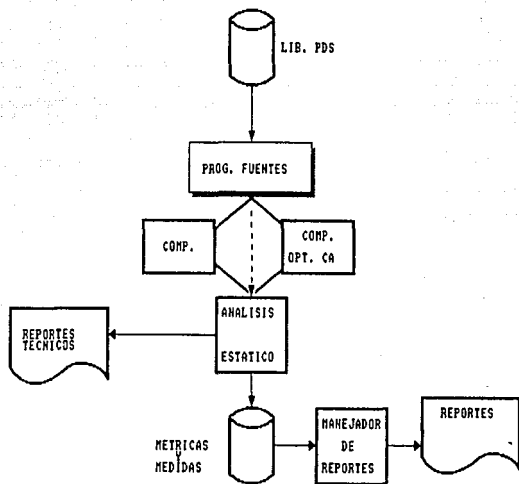 LIB. PDS
PROG. FUENTES
COMP.
COMP.
OPT. CA
ANALISIS
ESTATICO
REPORTES
TECNICOS
METRICAS
Y
MEDIDAS
MANEJADOR
DE
REPORTES
REPORTES